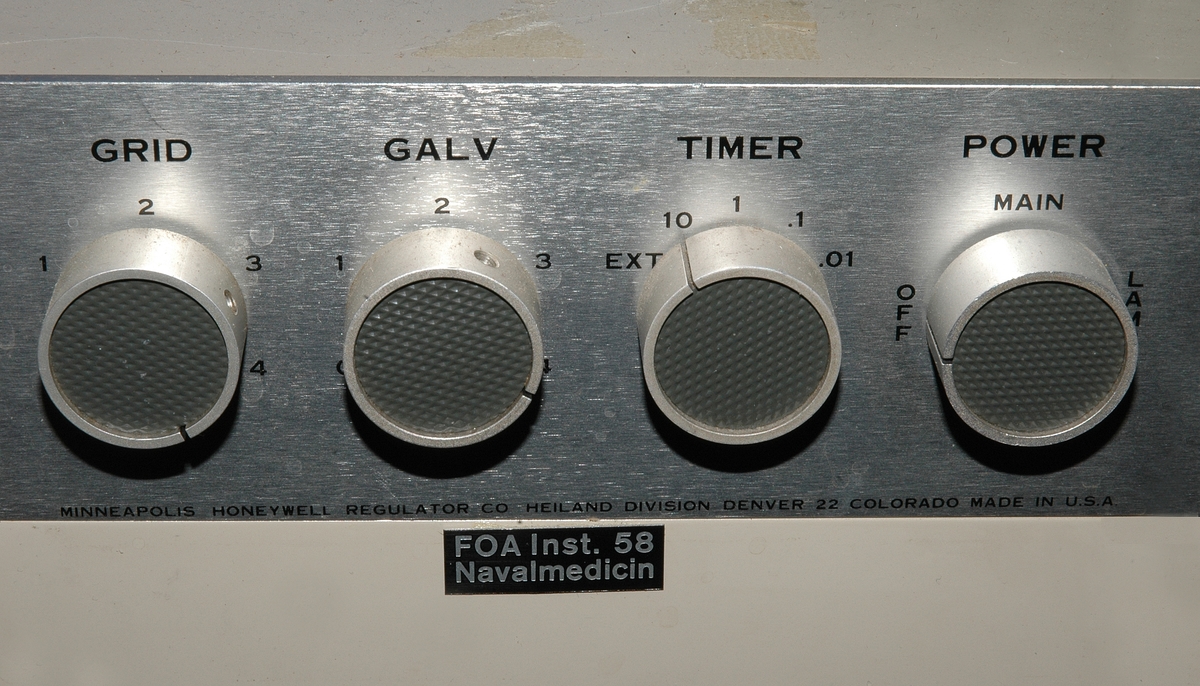 GRID GALV TIMER POWER
2 2 1 MAIN
10 .1
1 3 1 3 EXT .01
OFF
4 4
MINNEAPOLIS HONEYWELL REGULATOR CO HEILAND DIVISION DENVER 22 COLORADO MADE IN U.S.A.
FOA Inst. 58
Navalmedicin